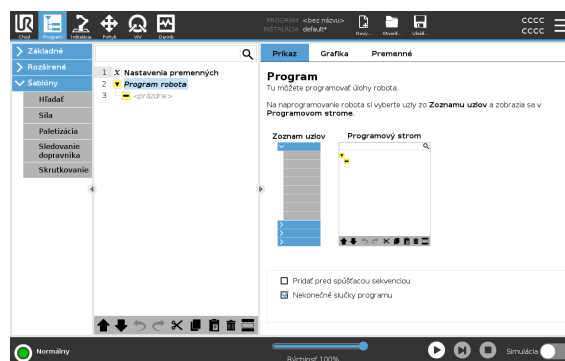 PROGRAM <bez názvu>
INŠTALÁCIA default*
Chod Program Inštalácia Pohyb V/V Denník
Nový... Otvoriť... Uložiť...
CCCC
CCCC
Základné
Rozšírené
Šablóny
Hľadať
Sila
Paletizácia
Sledovanie
dopravníka
Skrutkovanie
1 X Nastavenia premenných
2 Program robota
3 <prázdne>
Príkaz Grafika Premenné
Program
Tu môžete programovať úlohy robota.
Na naprogramovanie robota si vyberte uzly zo Zoznamu uzlov a zobrazia sa v
Programovom strome.
Zoznam uzlov Programový strom
Pridať pred spúšťacou sekvenciou
Nekonečné slučky programu
Normálny
Rýchlosť 100%
Simulácia